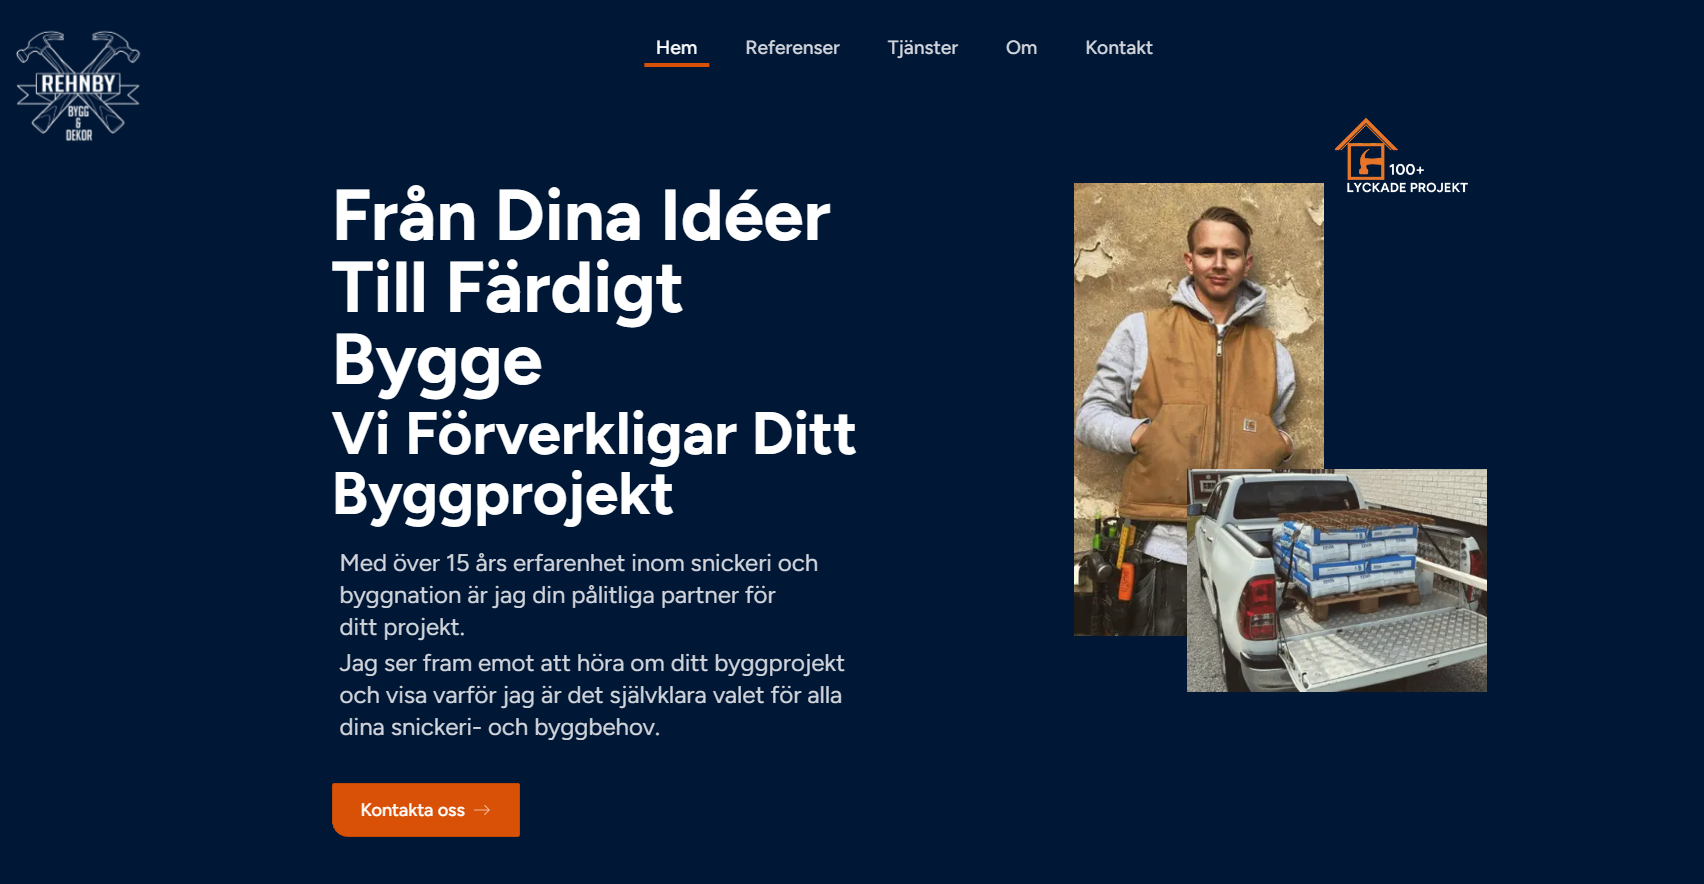 REHNBY
BYGG
&
DEKOR
Hem
Referenser
Tjänster
Om
Kontakt
100+
LYCKADE PROJEKT
Från Dina Idéer
Till Färdigt
Bygge
Vi Förverkligar Ditt
Byggprojekt
Med över 15 års erfarenhet inom snickeri och
byggnation är jag din pålitliga partner för
ditt projekt.
Jag ser fram emot att höra om ditt byggprojekt
och visa varför jag är det självklara valet för alla
dina snickeri- och byggbehov.
Kontakta oss →